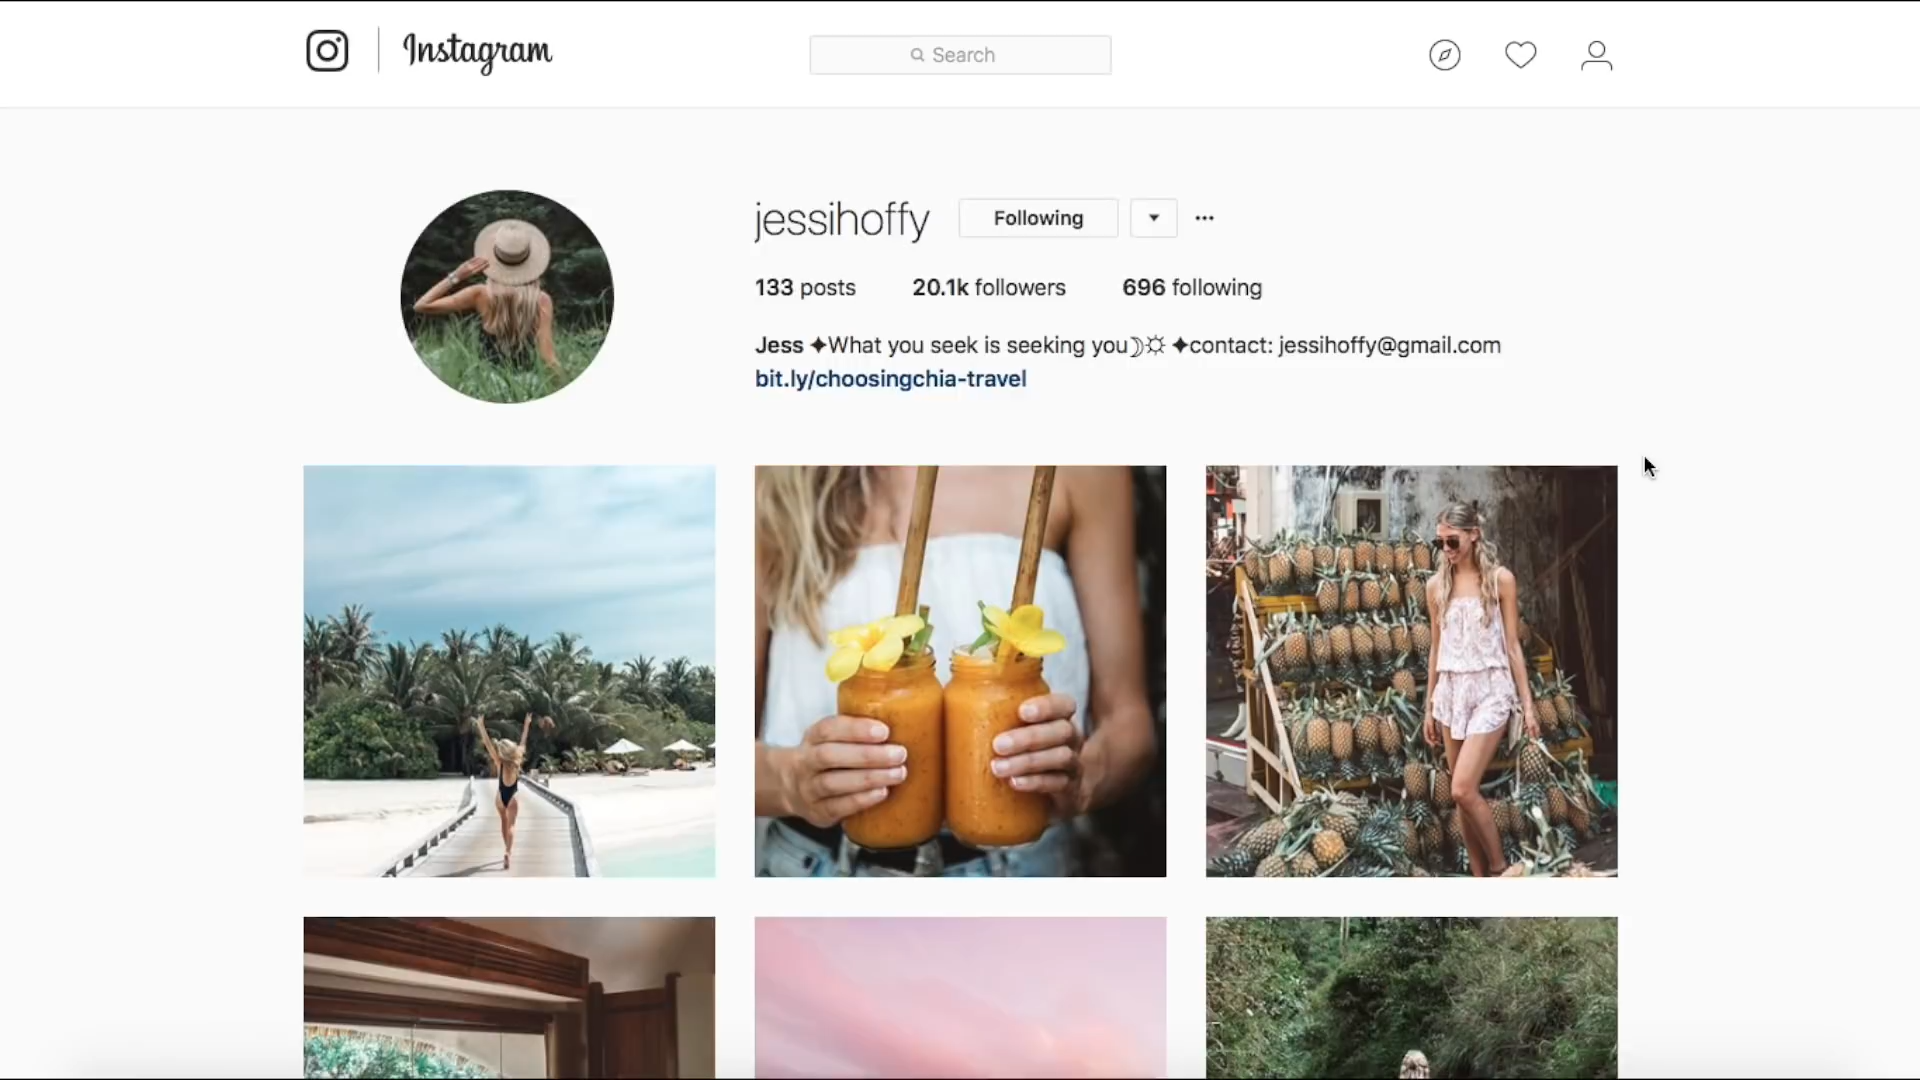 Instagram
Search
jessihoffy Following
133 posts 20.1k followers 696 following
Jess ✦What you seek is seeking you☽☼ ✦contact: jessihoffy@gmail.com
bit.ly/choosingchia-travel